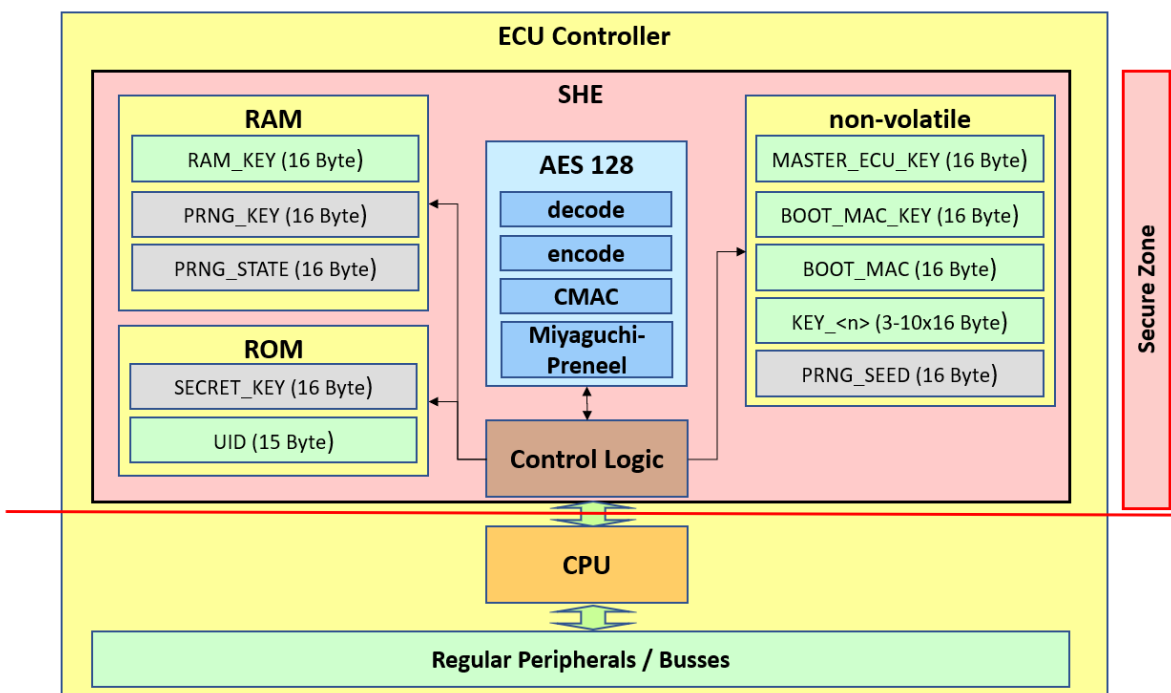 ECU Controller
SHE
RAM
RAM_KEY (16 Byte)
PRNG_KEY (16 Byte)
PRNG_STATE (16 Byte)
ROM
SECRET_KEY (16 Byte)
UID (15 Byte)
AES 128
decode
encode
CMAC
Miyaguchi-
Preneel
Control Logic
non-volatile
MASTER_ECU_KEY (16 Byte)
BOOT_MAC_KEY (16 Byte)
BOOT_MAC (16 Byte)
KEY_<n> (3-10x16 Byte)
PRNG_SEED (16 Byte)
Secure Zone
CPU
Regular Peripherals / Busses